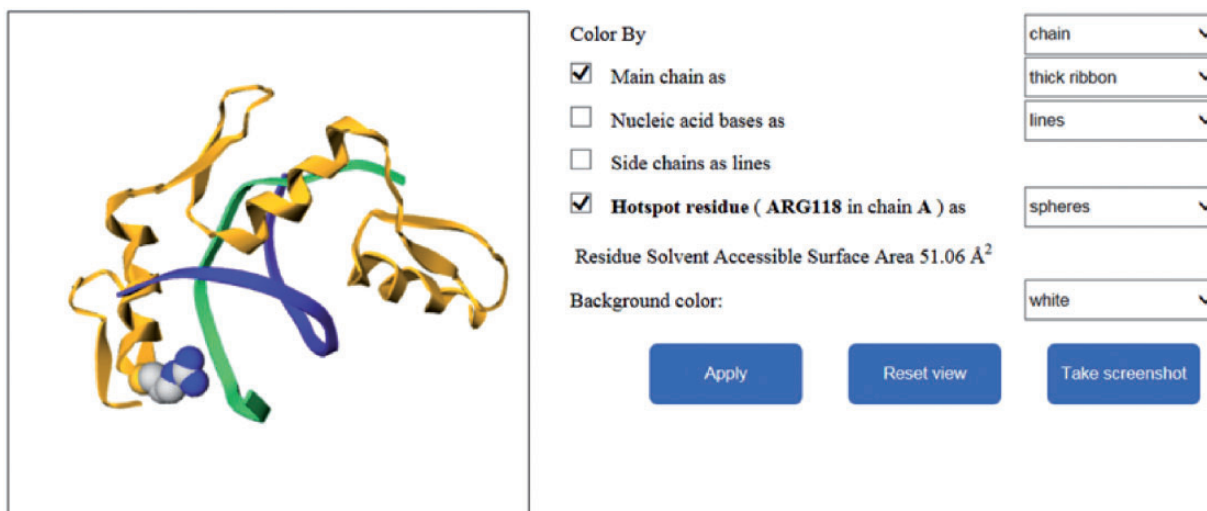 Color By chain
Main chain as thick ribbon
Nucleic acid bases as lines
Side chains as lines
Hotspot residue ( ARG118 in chain A ) as spheres
Residue Solvent Accessible Surface Area 51.06 Å²
Background color: white
Apply Reset view Take screenshot